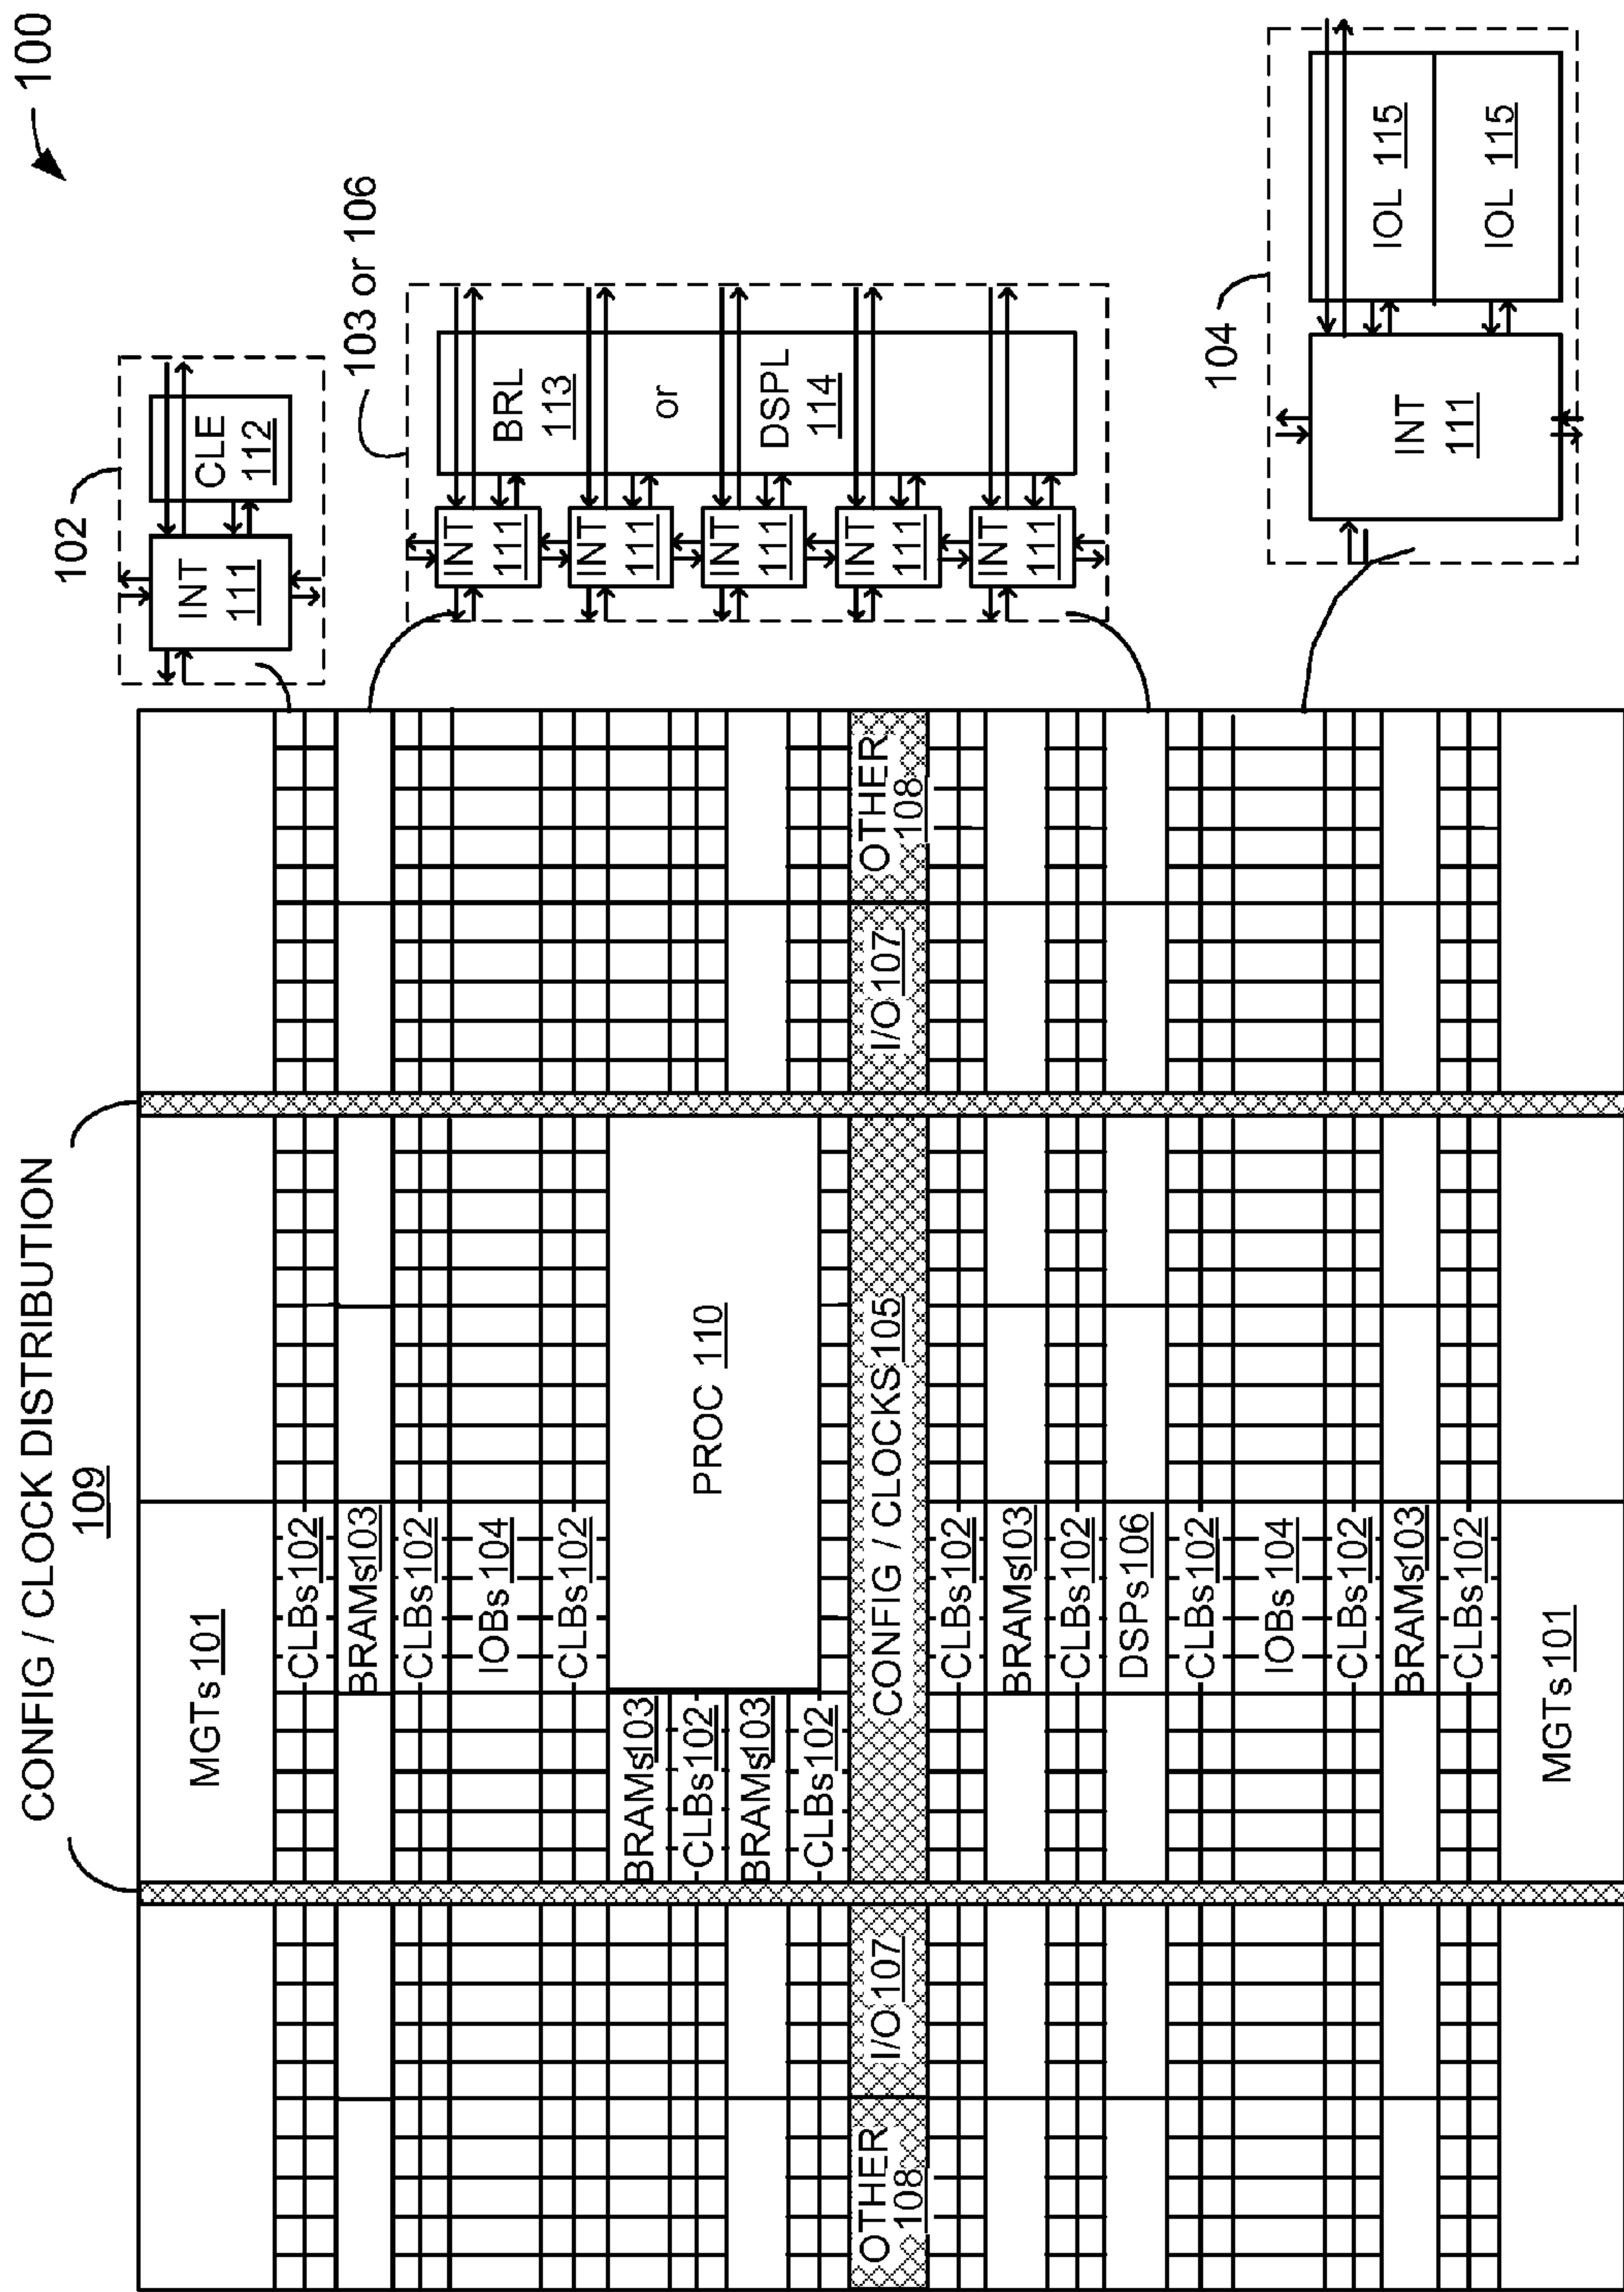 100
CONFIG / CLOCK DISTRIBUTION
109
MGTs 101
CLBs 102
BRAMs 103
CLBs 102
IOBs 104
CLBs 102
BRAMs 103
CLBs 102
BRAMs 103
CLBs 102
PROC 110
OTHER
108
I/O 107
CONFIG / CLOCKS 105
I/O 107
OTHER
108
CLBs 102
BRAMs 103
CLBs 102
DSPs 106
CLBs 102
IOBs 104
CLBs 102
BRAMs 103
CLBs 102
MGTs 101
102
INT
111
CLE
112
103 or 106
INT
111
INT
111
INT
111
INT
111
INT
111
BRL
113
or
DSPL
114
104
INT
111
IOL 115
IOL 115